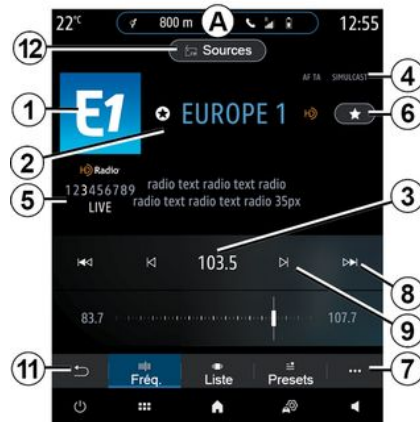 22°C 800 m A 12:55
12 Sources
AF TA SIMULCAST 4
1 E1 EUROPE 1 HD 6
2
HD Radio
5 123456789 radio text radio text radio
LIVE radio text radio text radio 35px
3
103.5
8
9
83.7 107.7
11 Fréq. Liste Presets ... 7